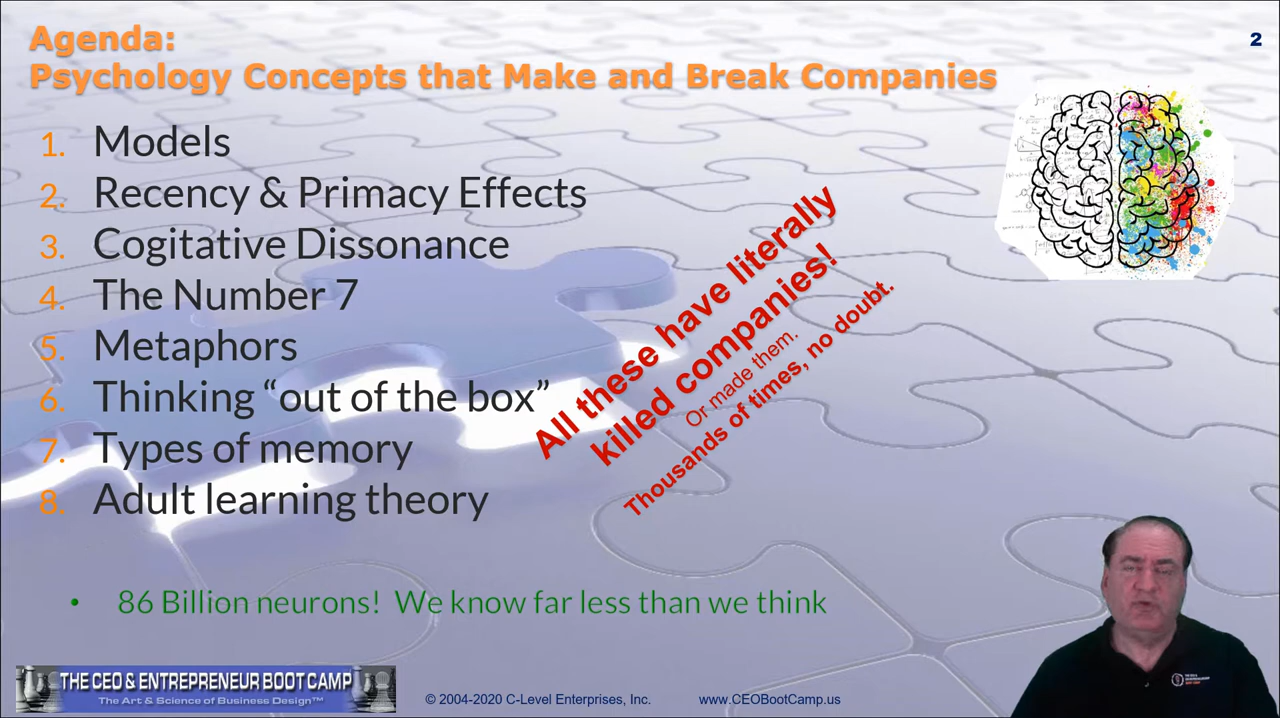 Agenda:
Psychology Concepts that Make and Break Companies
2
1. Models
2. Recency & Primacy Effects
3. Cogitative Dissonance
4. The Number 7
5. Metaphors
6. Thinking “out of the box”
7. Types of memory
8. Adult learning theory
All these have literally
killed companies!
Or made them.
Thousands of times, no doubt.
• 86 Billion neurons! We know far less than we think
THE CEO & ENTREPRENEUR BOOT CAMP
The Art & Science of Business Design™
© 2004-2020 C-Level Enterprises, Inc.
www.CEOBootCamp.us